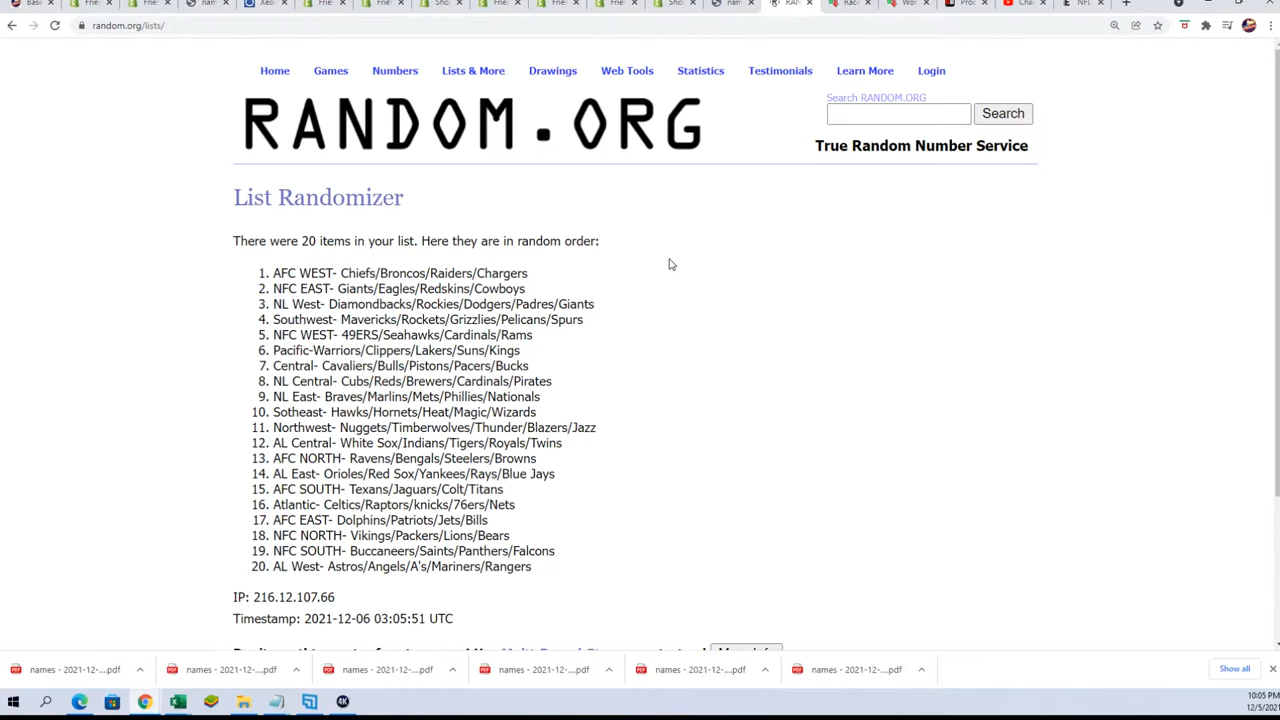 random.org/lists/
Home Games Numbers Lists & More Drawings Web Tools Statistics Testimonials Learn More Login
RANDOM.ORG
Search RANDOM.ORG
Search
True Random Number Service
List Randomizer
There were 20 items in your list. Here they are in random order:
1. AFC WEST- Chiefs/Broncos/Raiders/Chargers
2. NFC EAST- Giants/Eagles/Redskins/Cowboys
3. NL West- Diamondbacks/Rockies/Dodgers/Padres/Giants
4. Southwest- Mavericks/Rockets/Grizzlies/Pelicans/Spurs
5. NFC WEST- 49ERS/Seahawks/Cardinals/Rams
6. Pacific-Warriors/Clippers/Lakers/Suns/Kings
7. Central- Cavaliers/Bulls/Pistons/Pacers/Bucks
8. NL Central- Cubs/Reds/Brewers/Cardinals/Pirates
9. NL East- Braves/Marlins/Mets/Phillies/Nationals
10. Sotheast- Hawks/Hornets/Heat/Magic/Wizards
11. Northwest- Nuggets/Timberwolves/Thunder/Blazers/Jazz
12. AL Central- White Sox/Indians/Tigers/Royals/Twins
13. AFC NORTH- Ravens/Bengals/Steelers/Browns
14. AL East- Orioles/Red Sox/Yankees/Rays/Blue Jays
15. AFC SOUTH- Texans/Jaguars/Colt/Titans
16. Atlantic- Celtics/Raptors/knicks/76ers/Nets
17. AFC EAST- Dolphins/Patriots/Jets/Bills
18. NFC NORTH- Vikings/Packers/Lions/Bears
19. NFC SOUTH- Buccaneers/Saints/Panthers/Falcons
20. AL West- Astros/Angels/A's/Mariners/Rangers
IP: 216.12.107.66
Timestamp: 2021-12-06 03:05:51 UTC
names - 2021-12-....pdf names - 2021-12-....pdf names - 2021-12-....pdf names - 2021-12-....pdf names - 2021-12-....pdf names - 2021-12-....pdf Show all
10:05 PM
12/5/2021